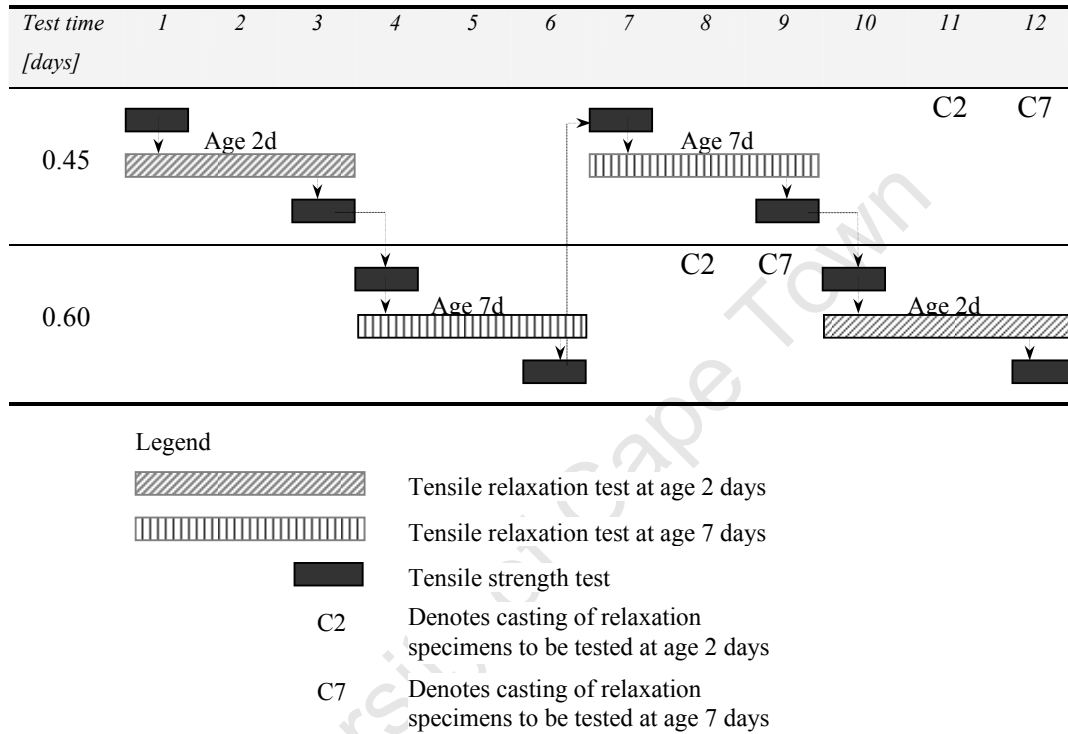 Test time 1 2 3 4 5 6 7 8 9 10 11 12
[days]
C2 C7
Age 2d Age 7d
0.45
C2 C7
Age 7d Age 2d
0.60
Legend
Tensile relaxation test at age 2 days
Tensile relaxation test at age 7 days
Tensile strength test
C2 Denotes casting of relaxation
specimens to be tested at age 2 days
C7 Denotes casting of relaxation
specimens to be tested at age 7 days
Cape Town